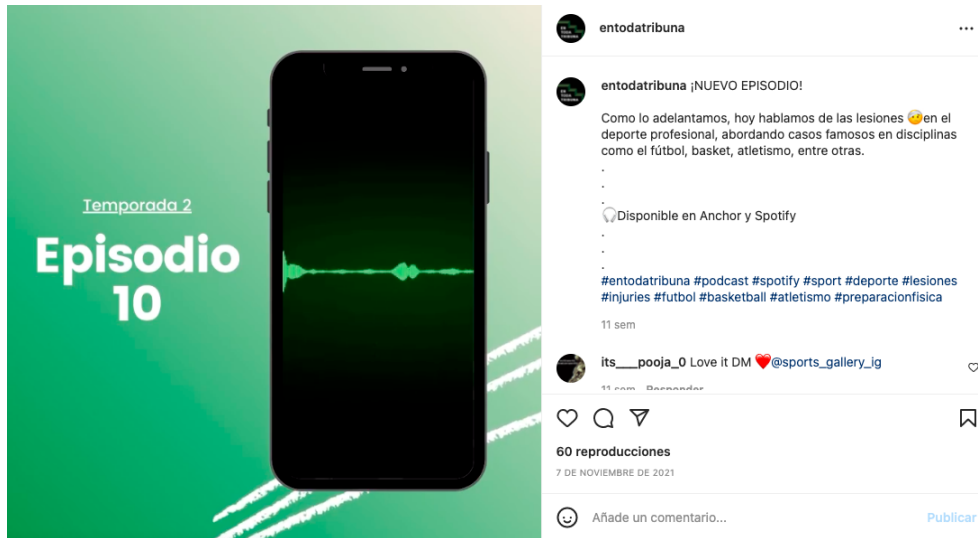 Temporada 2
Episodio
10
entodatribuna
entodatribuna ¡NUEVO EPISODIO!
Como lo adelantamos, hoy hablamos de las lesiones 🤕en el
deporte profesional, abordando casos famosos en disciplinas
como el fútbol, basket, atletismo, entre otras.
.
.
.
🎧Disponible en Anchor y Spotify
.
.
.
#entodatribuna #podcast #spotify #sport #deporte #lesiones
#injuries #futbol #basketball #atletismo #preparacionfisica
11 sem
its___pooja_0 Love it DM ❤️@sports_gallery_ig
11 sem Responder
60 reproducciones
7 DE NOVIEMBRE DE 2021
Añade un comentario...
Publicar